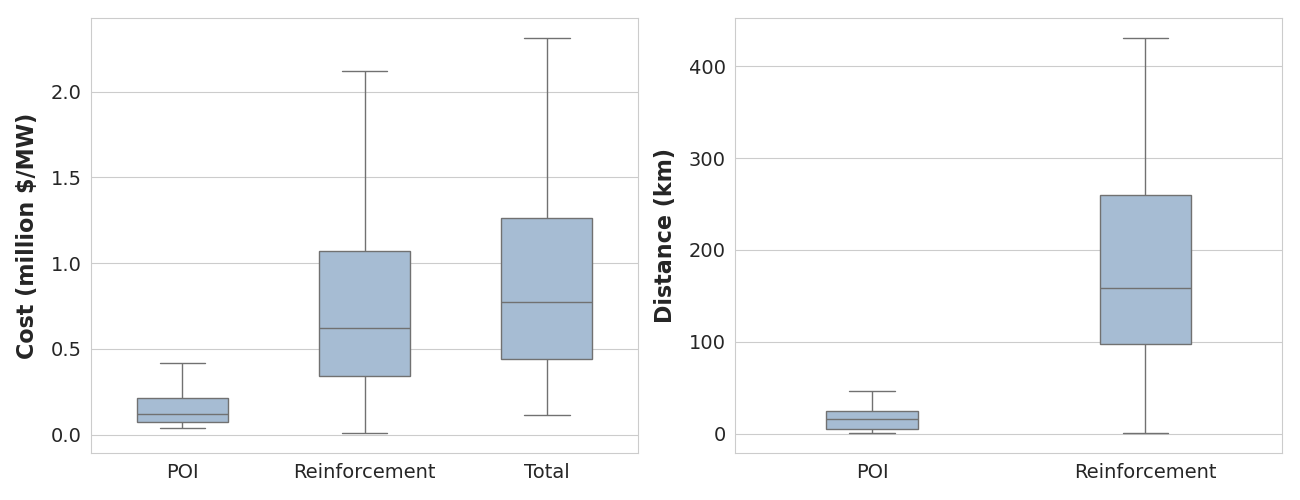 Cost (million $/MW)
2.0
1.5
1.0
0.5
0.0
POI Reinforcement Total
Distance (km)
400
300
200
100
0
POI Reinforcement